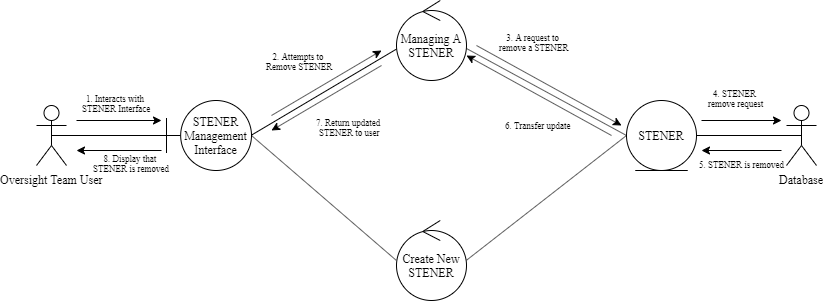 Managing A
STENER
3. A request to
remove a STENER
2. Attempts to
Remove STENER
1. Interacts with
STENER Interface
4. STENER
remove request
STENER
Management
Interface
7. Return updated
STENER to user
6. Transfer update
STENER
8. Display that
STENER is removed
5. STENER is removed
Oversight Team User
Database
Create New
STENER